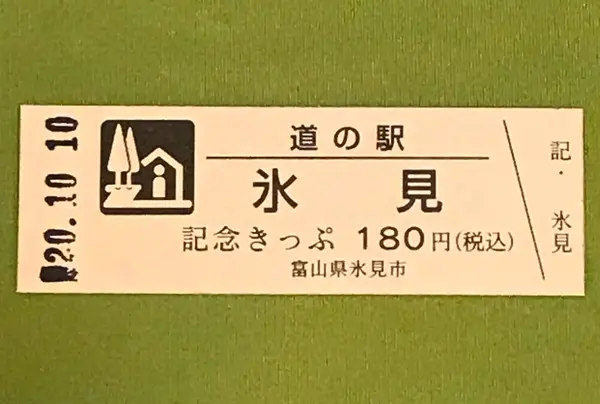 20.10.10
道の駅
氷見
記念きっぷ 180円(税込)
富山県氷見市
記・氷見